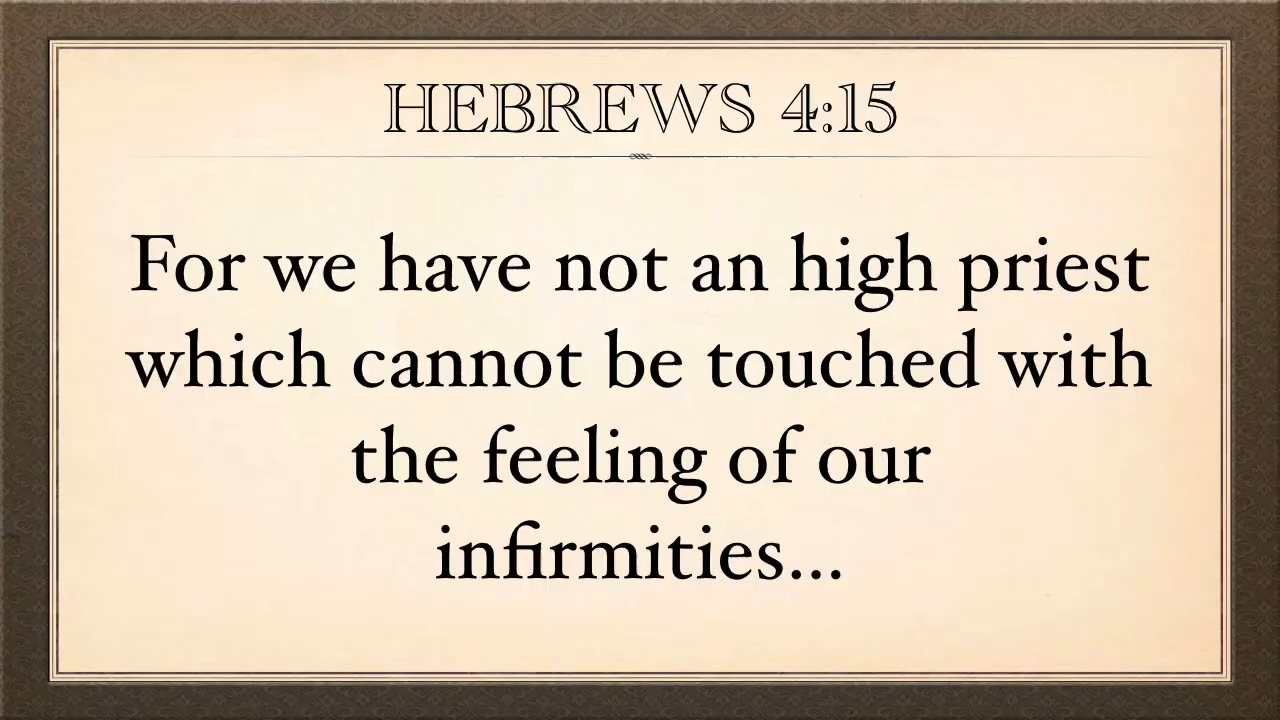 HEBREWS 4:15
For we have not an high priest
which cannot be touched with
the feeling of our
infirmities...